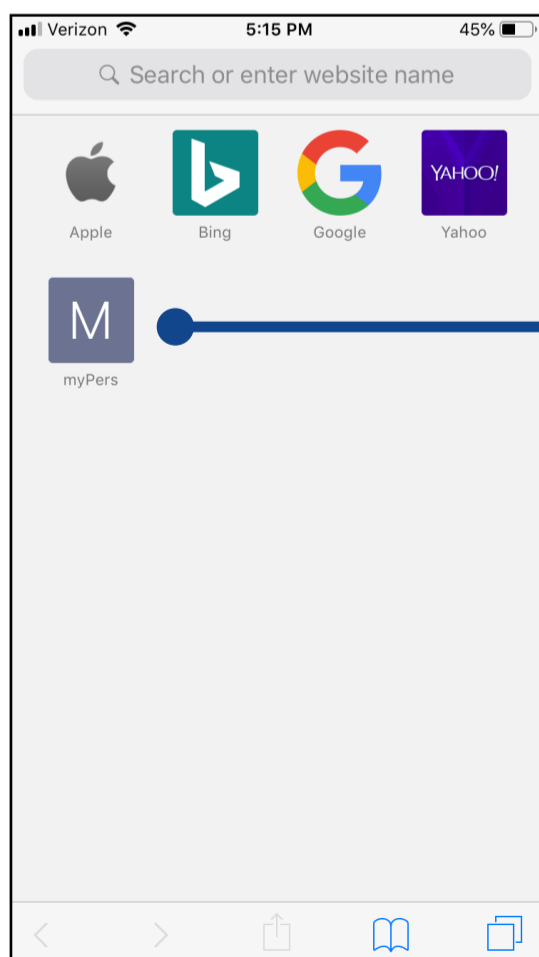 Verizon 5:15 PM 45%
Search or enter website name
YAHOO!
Apple Bing Google Yahoo
M
myPers